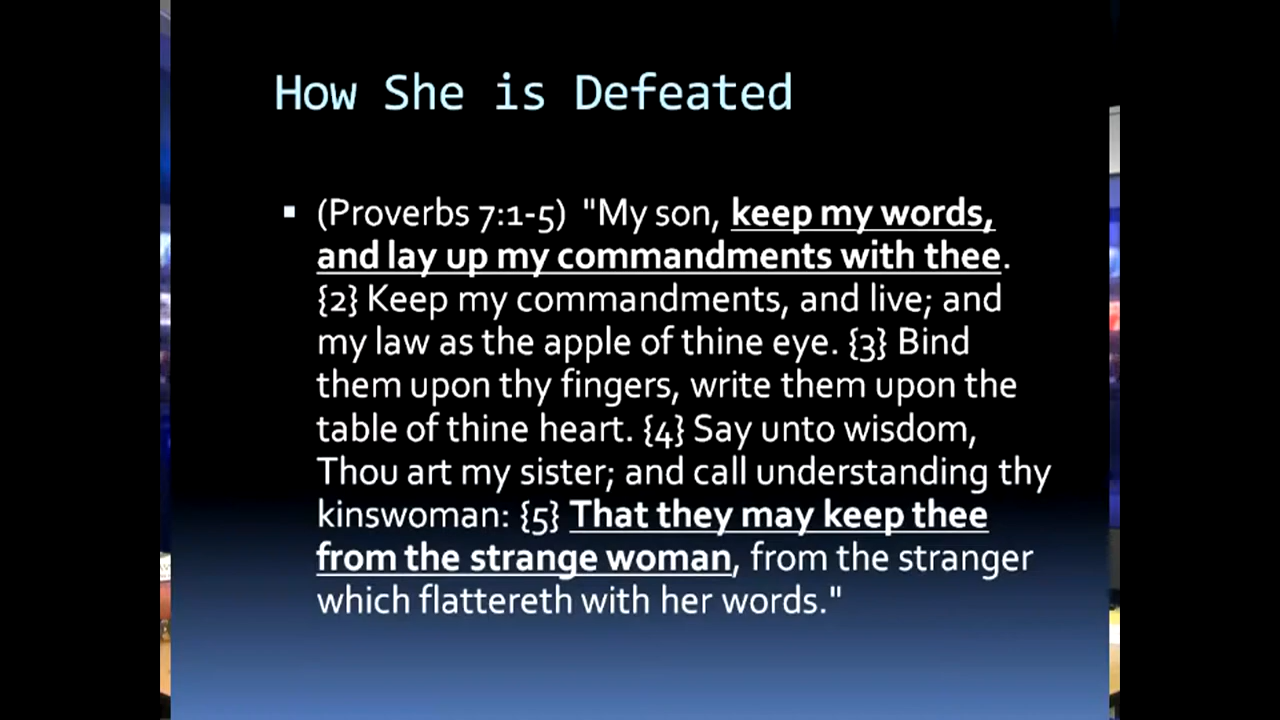 How She is Defeated
▪ (Proverbs 7:1-5) "My son, keep my words,
and lay up my commandments with thee.
{2} Keep my commandments, and live; and
my law as the apple of thine eye. {3} Bind
them upon thy fingers, write them upon the
table of thine heart. {4} Say unto wisdom,
Thou art my sister; and call understanding thy
kinswoman: {5} That they may keep thee
from the strange woman, from the stranger
which flattereth with her words."